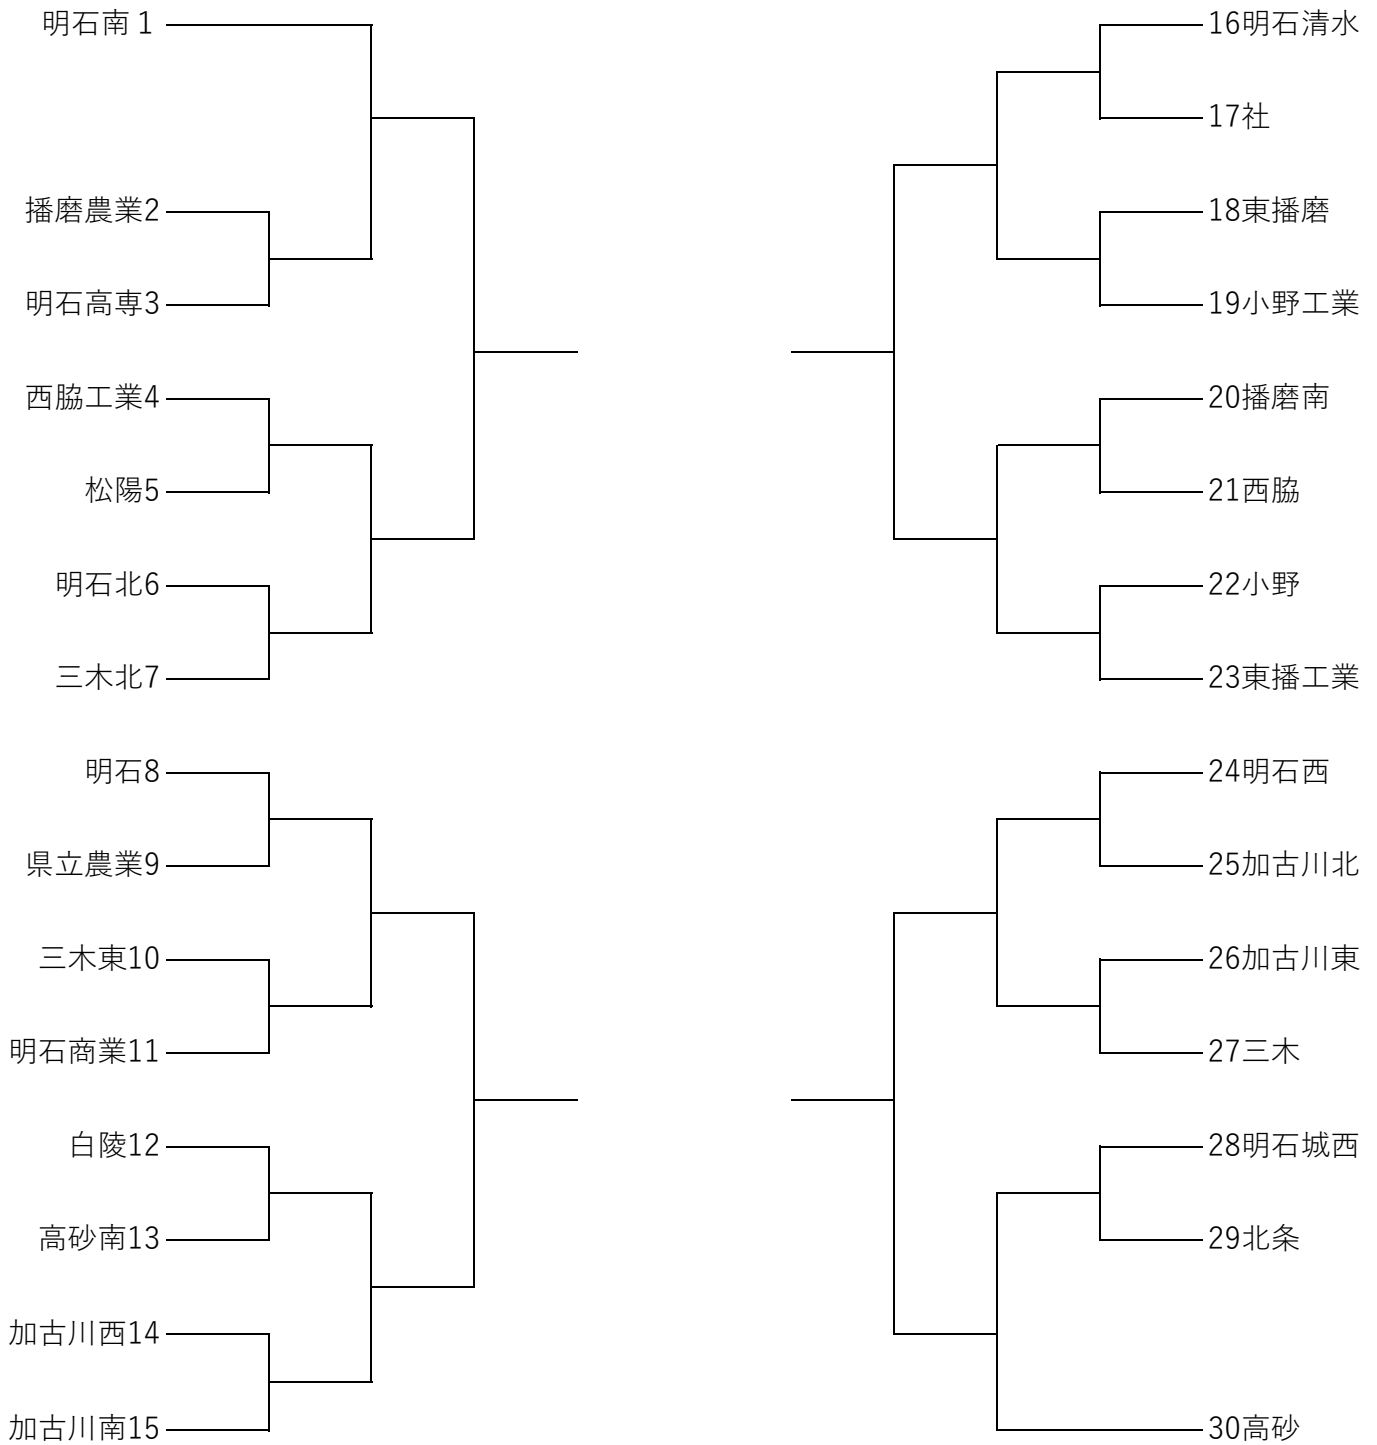 明石南 1
播磨農業2
明石高専3
西脇工業4
松陽5
明石北6
三木北7
明石8
県立農業9
三木東10
明石商業11
白陵12
高砂南13
加古川西14
加古川南15
16明石清水
17社
18東播磨
19小野工業
20播磨南
21西脇
22小野
23東播工業
24明石西
25加古川北
26加古川東
27三木
28明石城西
29北条
30高砂